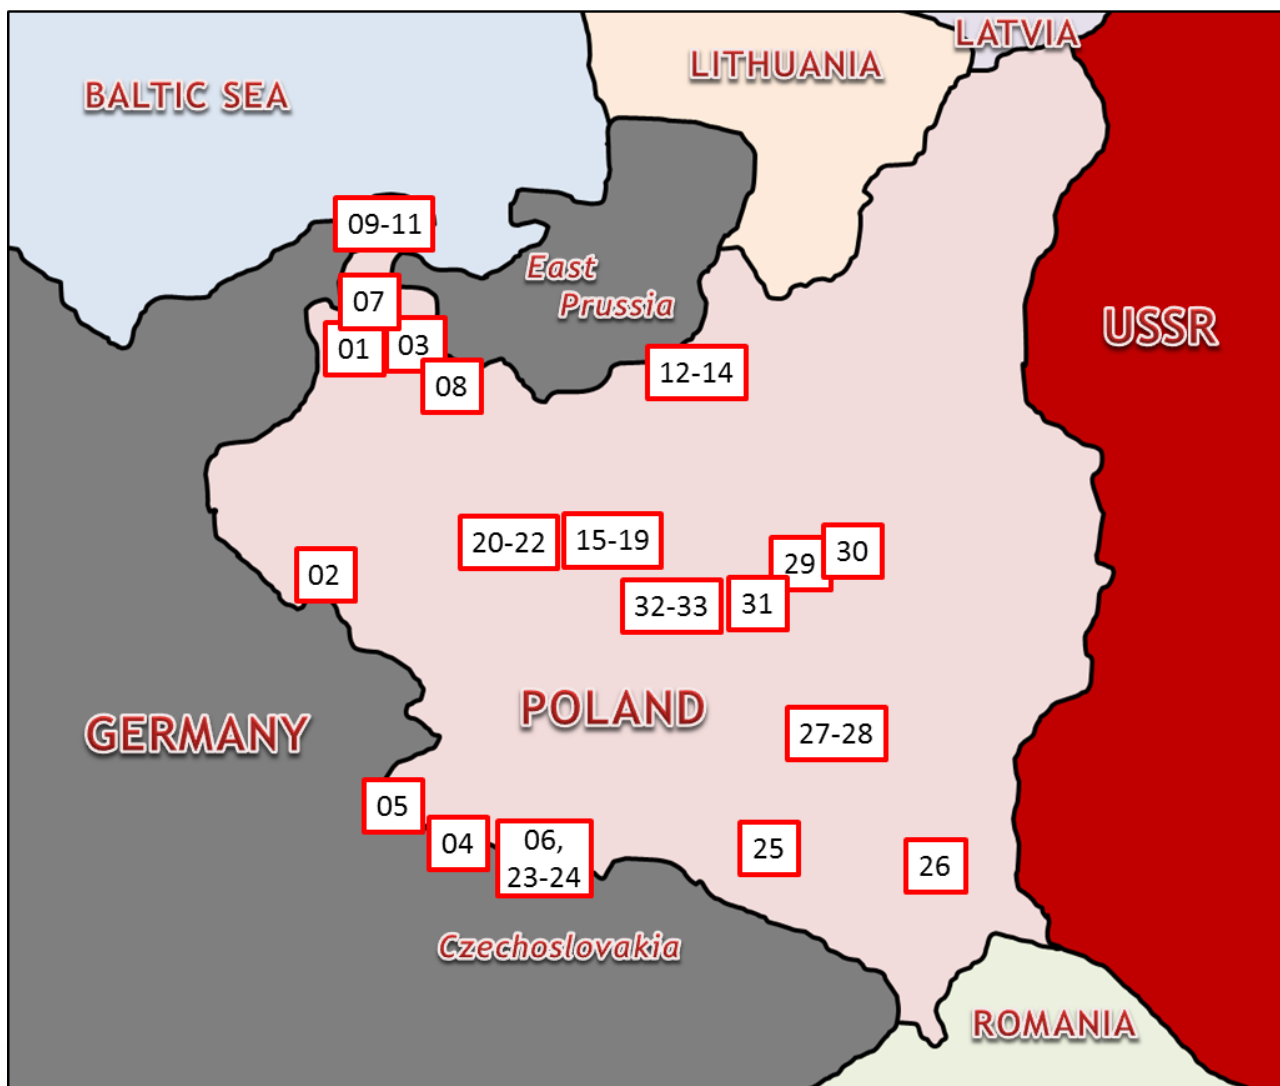 LATVIA
LITHUANIA
BALTIC SEA
09-11
East
Prussia
07
USSR
01
03
08
12-14
20-22
15-19
29
30
02
32-33
31
POLAND
GERMANY
27-28
05
04
06,
23-24
25
26
Czechoslovakia
ROMANIA